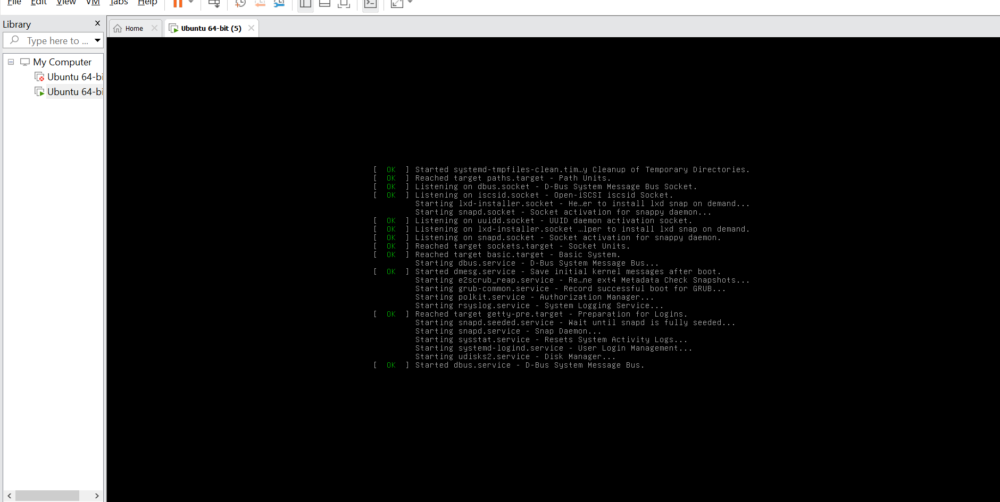 File Edit View VM Tabs Help
Library x
Home
Ubuntu 64-bit (5)
Type here to ...
My Computer
Ubuntu 64-bi
Ubuntu 64-bi
[  OK  ] Started systemd-tmpfiles-clean.tim…y Cleanup of Temporary Directories.
[  OK  ] Reached target paths.target - Path Units.
[  OK  ] Listening on dbus.socket - D-Bus System Message Bus Socket.
[  OK  ] Listening on iscsid.socket - Open-iSCSI iscsid Socket.
Starting lxd-installer.socket - He…er to install lxd snap on demand...
Starting snapd.socket - Socket activation for snappy daemon...
[  OK  ] Listening on uuidd.socket - UUID daemon activation socket.
[  OK  ] Listening on lxd-installer.socket …lper to install lxd snap on demand.
[  OK  ] Listening on snapd.socket - Socket activation for snappy daemon.
[  OK  ] Reached target sockets.target - Socket Units.
[  OK  ] Reached target basic.target - Basic System.
Starting dbus.service - D-Bus System Message Bus...
[  OK  ] Started dmesg.service - Save initial kernel messages after boot.
Starting e2scrub_reap.service - Re…ne ext4 Metadata Check Snapshots...
Starting grub-common.service - Record successful boot for GRUB...
Starting polkit.service - Authorization Manager...
Starting rsyslog.service - System Logging Service...
[  OK  ] Reached target getty-pre.target - Preparation for Logins.
Starting snapd.seeded.service - Wait until snapd is fully seeded...
Starting snapd.service - Snap Daemon...
Starting sysstat.service - Resets System Activity Logs...
Starting systemd-logind.service - User Login Management...
Starting udisks2.service - Disk Manager...
[  OK  ] Started dbus.service - D-Bus System Message Bus.